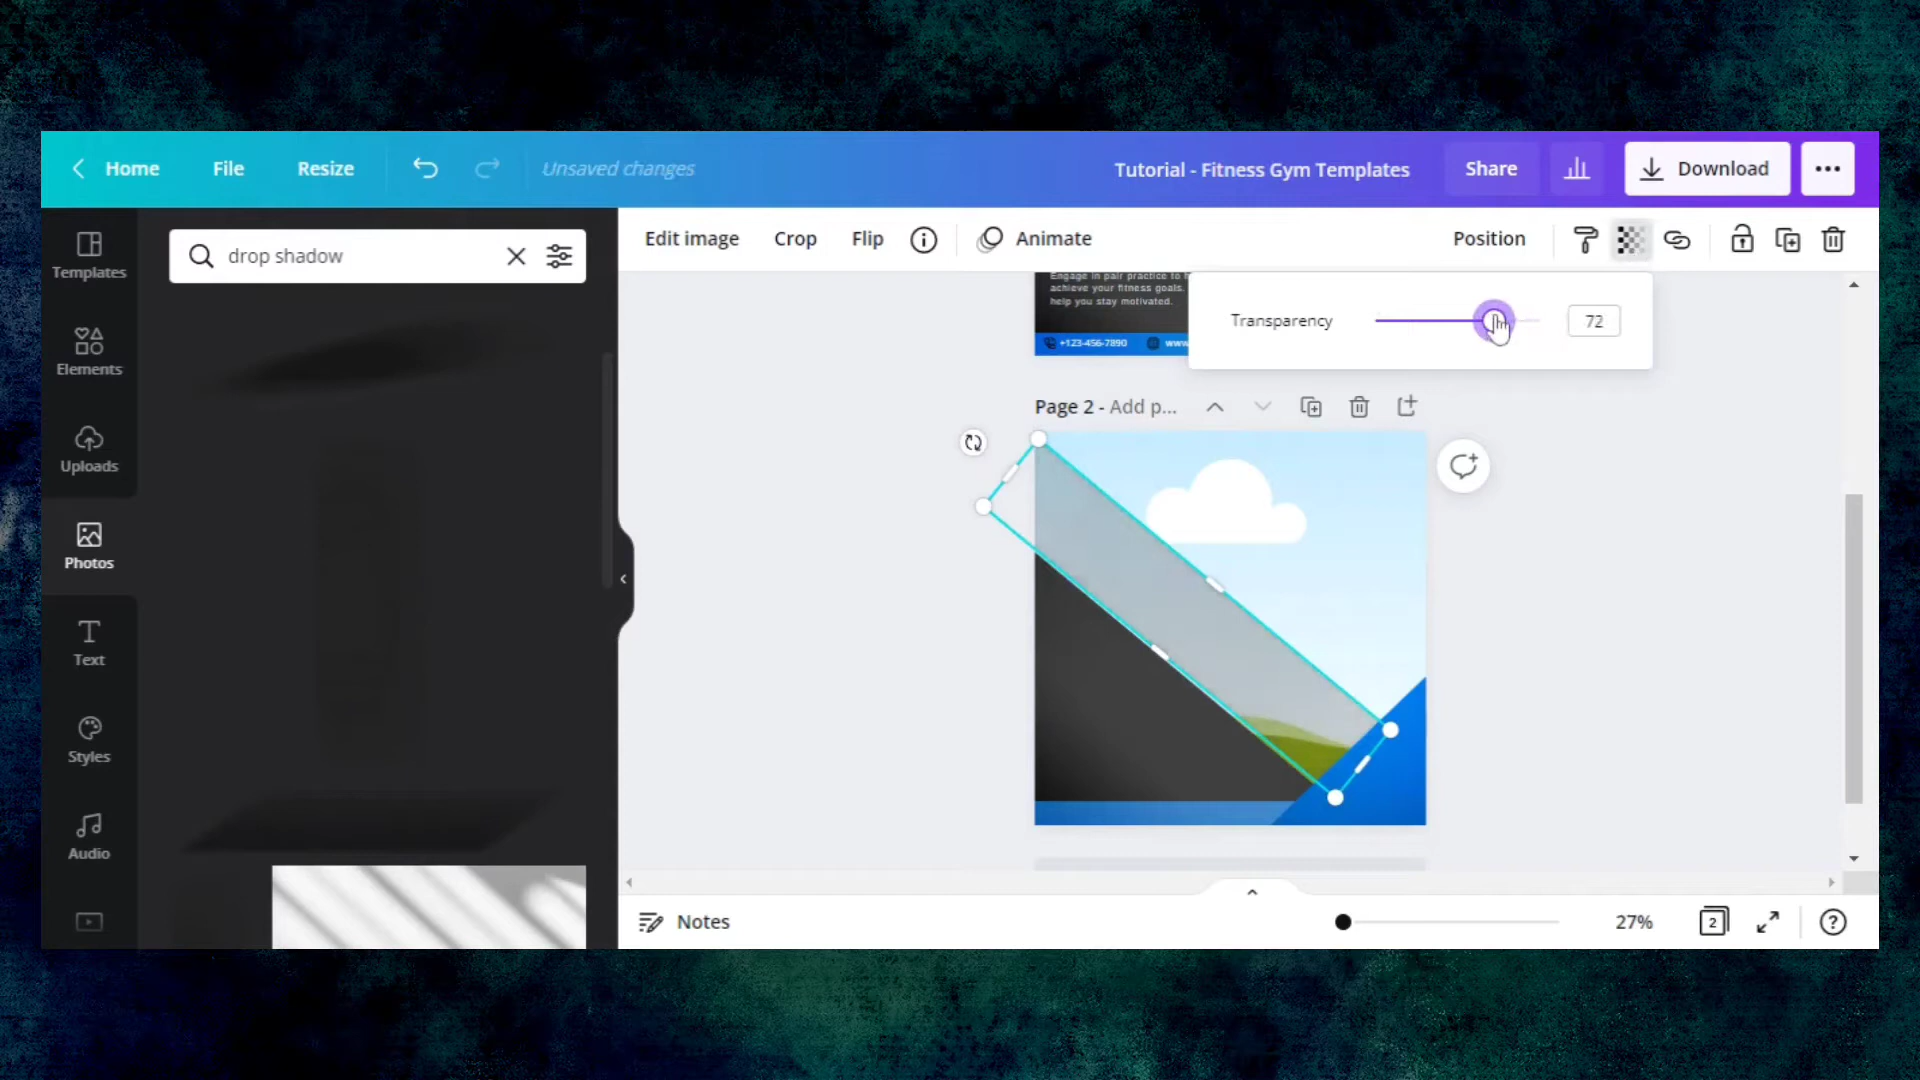 Home File Resize Unsaved changes Tutorial - Fitness Gym Templates Share Download
Templates
Elements
Uploads
Photos
Text
Styles
Audio
drop shadow
Edit image Crop Flip Animate Position
Engage in pair practice to h
achieve your fitness goals.
help you stay motivated.
+123-456-7890 www
Transparency 72
Page 2 - Add p...
Notes 27% 2